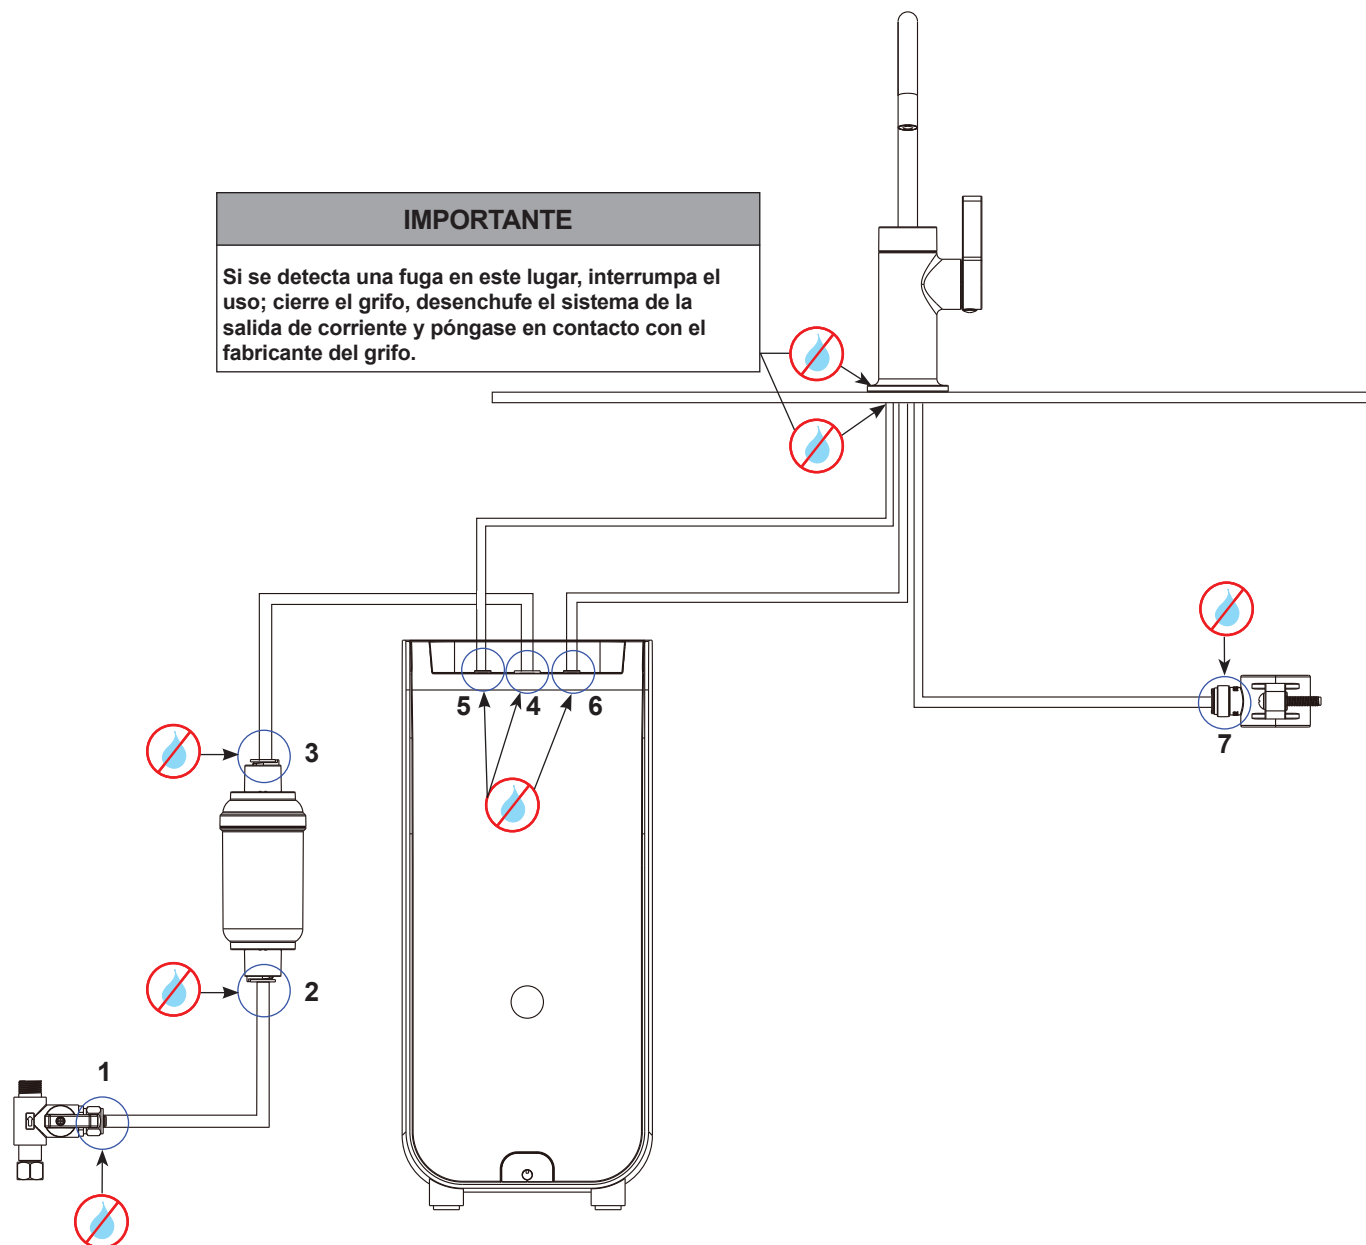 IMPORTANTE
Si se detecta una fuga en este lugar, interrumpa el
uso; cierre el grifo, desenchufe el sistema de la
salida de corriente y póngase en contacto con el
fabricante del grifo.
5 4 6
3
7
2
1